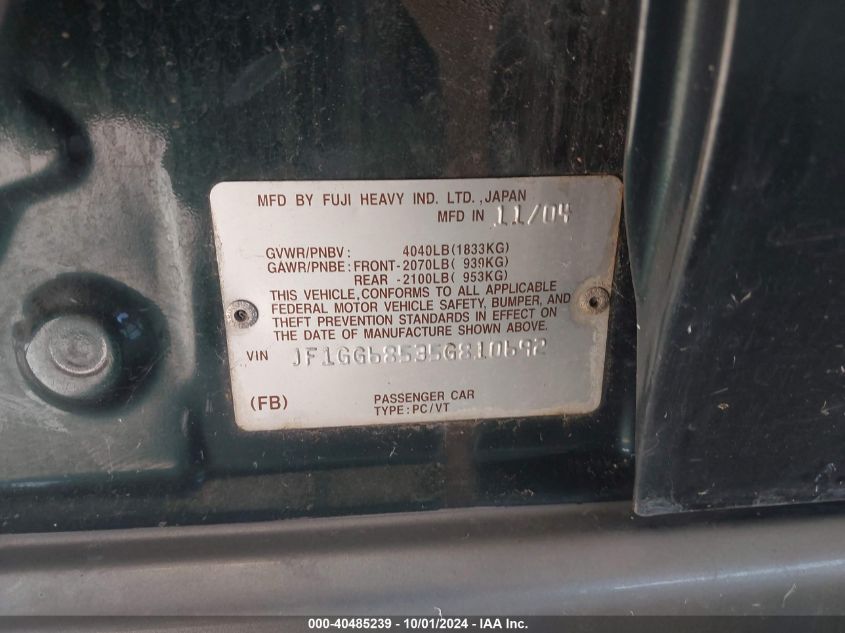 MFD BY FUJI HEAVY IND. LTD.,JAPAN
MFD IN 11/04
GVWR/PNBV: 4040LB(1833KG)
GAWR/PNBE:FRONT-2070LB( 939KG)
REAR -2100LB( 953KG)
THIS VEHICLE,CONFORMS TO ALL APPLICABLE
FEDERAL MOTOR VEHICLE SAFETY, BUMPER, AND
THEFT PREVENTION STANDARDS IN EFFECT ON
THE DATE OF MANUFACTURE SHOWN ABOVE.
VIN JF1GG68535G810692
(FB) PASSENGER CAR
TYPE:PC/VT
000-40485239 - 10/01/2024 - IAA Inc.